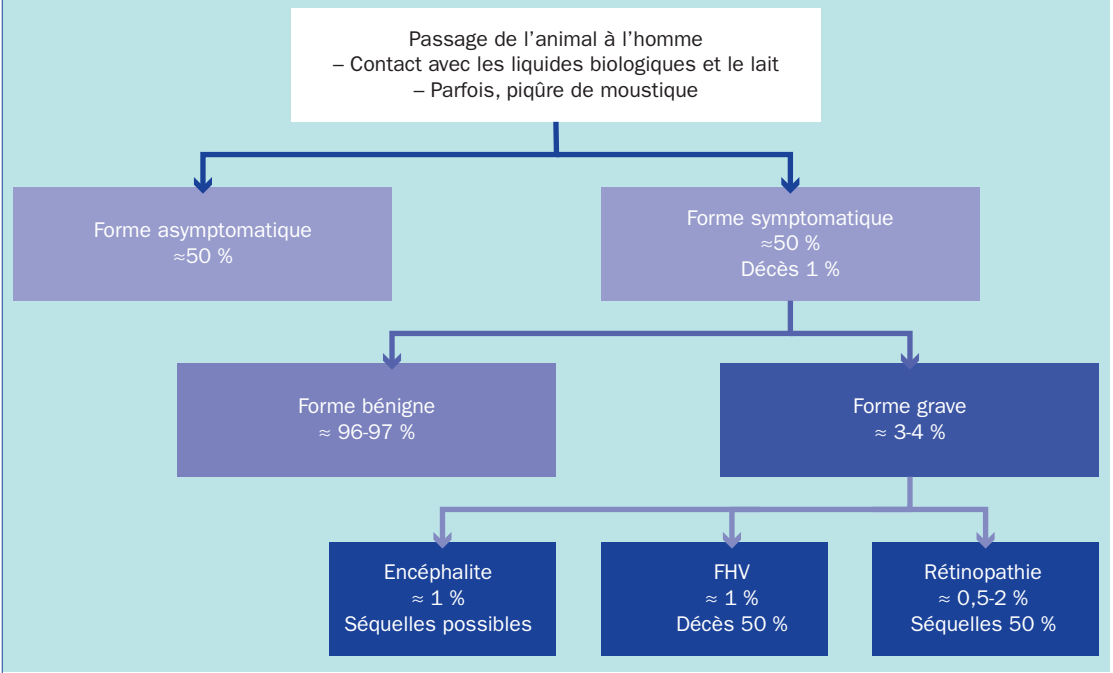 Passage de l’animal à l’homme
– Contact avec les liquides biologiques et le lait
– Parfois, piqûre de moustique
Forme asymptomatique
≈50 %
Forme symptomatique
≈50 %
Décès 1 %
Forme bénigne
≈ 96-97 %
Forme grave
≈ 3-4 %
Encéphalite
≈ 1 %
Séquelles possibles
FHV
≈ 1 %
Décès 50 %
Rétinopathie
≈ 0,5-2 %
Séquelles 50 %